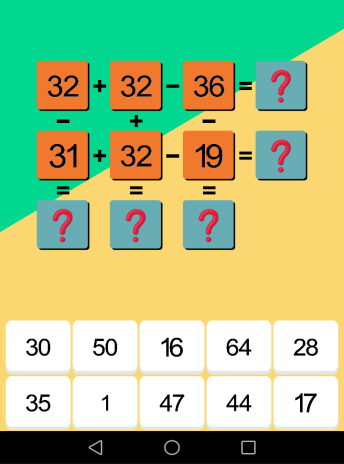 32 + 32 - 36 = ?
- + -
31 + 32 - 19 = ?
= = =
? ? ?
30 50 16 64 28
35 1 47 44 17